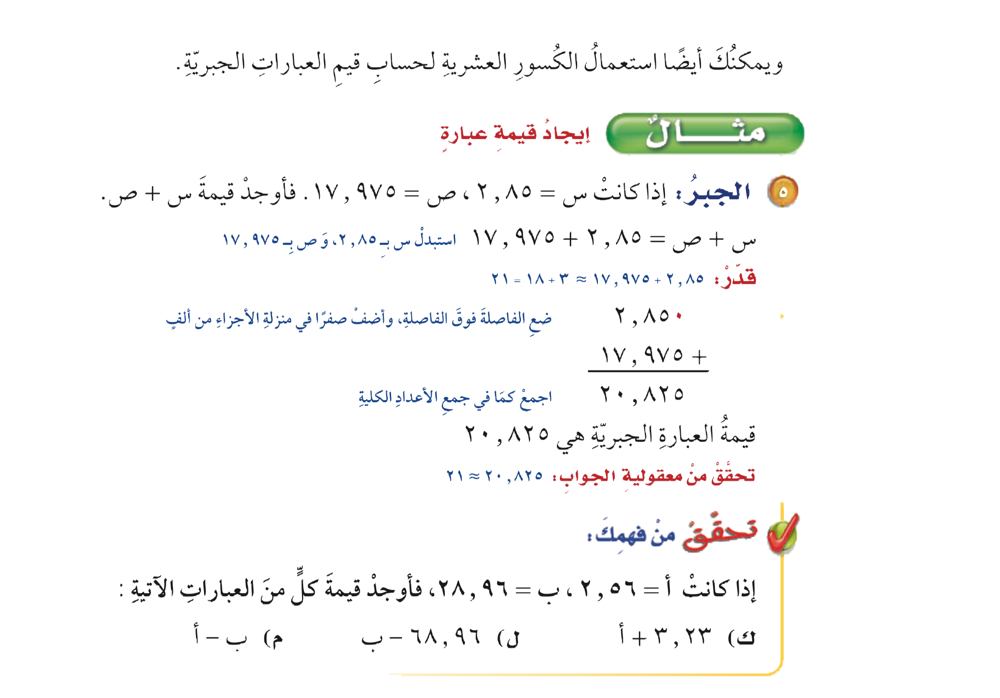 ويمكنُكَ أيضًا استعمالُ الكُسورِ العشريةِ لحسابِ قيمِ العباراتِ الجبريّةِ.
مثـــالٌ إيجادُ قيمةِ عبارةٍ
٥ الجبرُ: إذا كانتْ س = ٢,٨٥ ، ص = ١٧,٩٧٥ . فأوجدْ قيمةَ س + ص.
س + ص = ٢,٨٥ + ١٧,٩٧٥ استبدلْ س بـِ ٢,٨٥، وَ ص بِـ ١٧,٩٧٥
قدّرْ: ٢,٨٥ + ١٧,٩٧٥ ≈ ٣ + ١٨ = ٢١
٢,٨٥٠ ضعِ الفاصلةَ فوقَ الفاصلةِ، وأضفْ صفرًا في منزلةِ الأجزاءِ من ألفٍ
+ ١٧,٩٧٥
٢٠,٨٢٥ اجمعْ كمَا في جمعِ الأعدادِ الكليةِ
قيمةُ العبارةِ الجبريّةِ هي ٢٠,٨٢٥
تحقَّقْ منْ معقوليةِ الجوابِ: ٢٠,٨٢٥ ≈ ٢١
تحقَّقْ منْ فهمِكَ:
إذا كانتْ أ = ٢,٥٦ ، ب = ٢٨,٩٦، فأوجدْ قيمةَ كلٍّ منَ العباراتِ الآتيةِ :
ك) ٣,٢٣ + أ ل) ٦٨,٩٦ – ب م) ب – أ